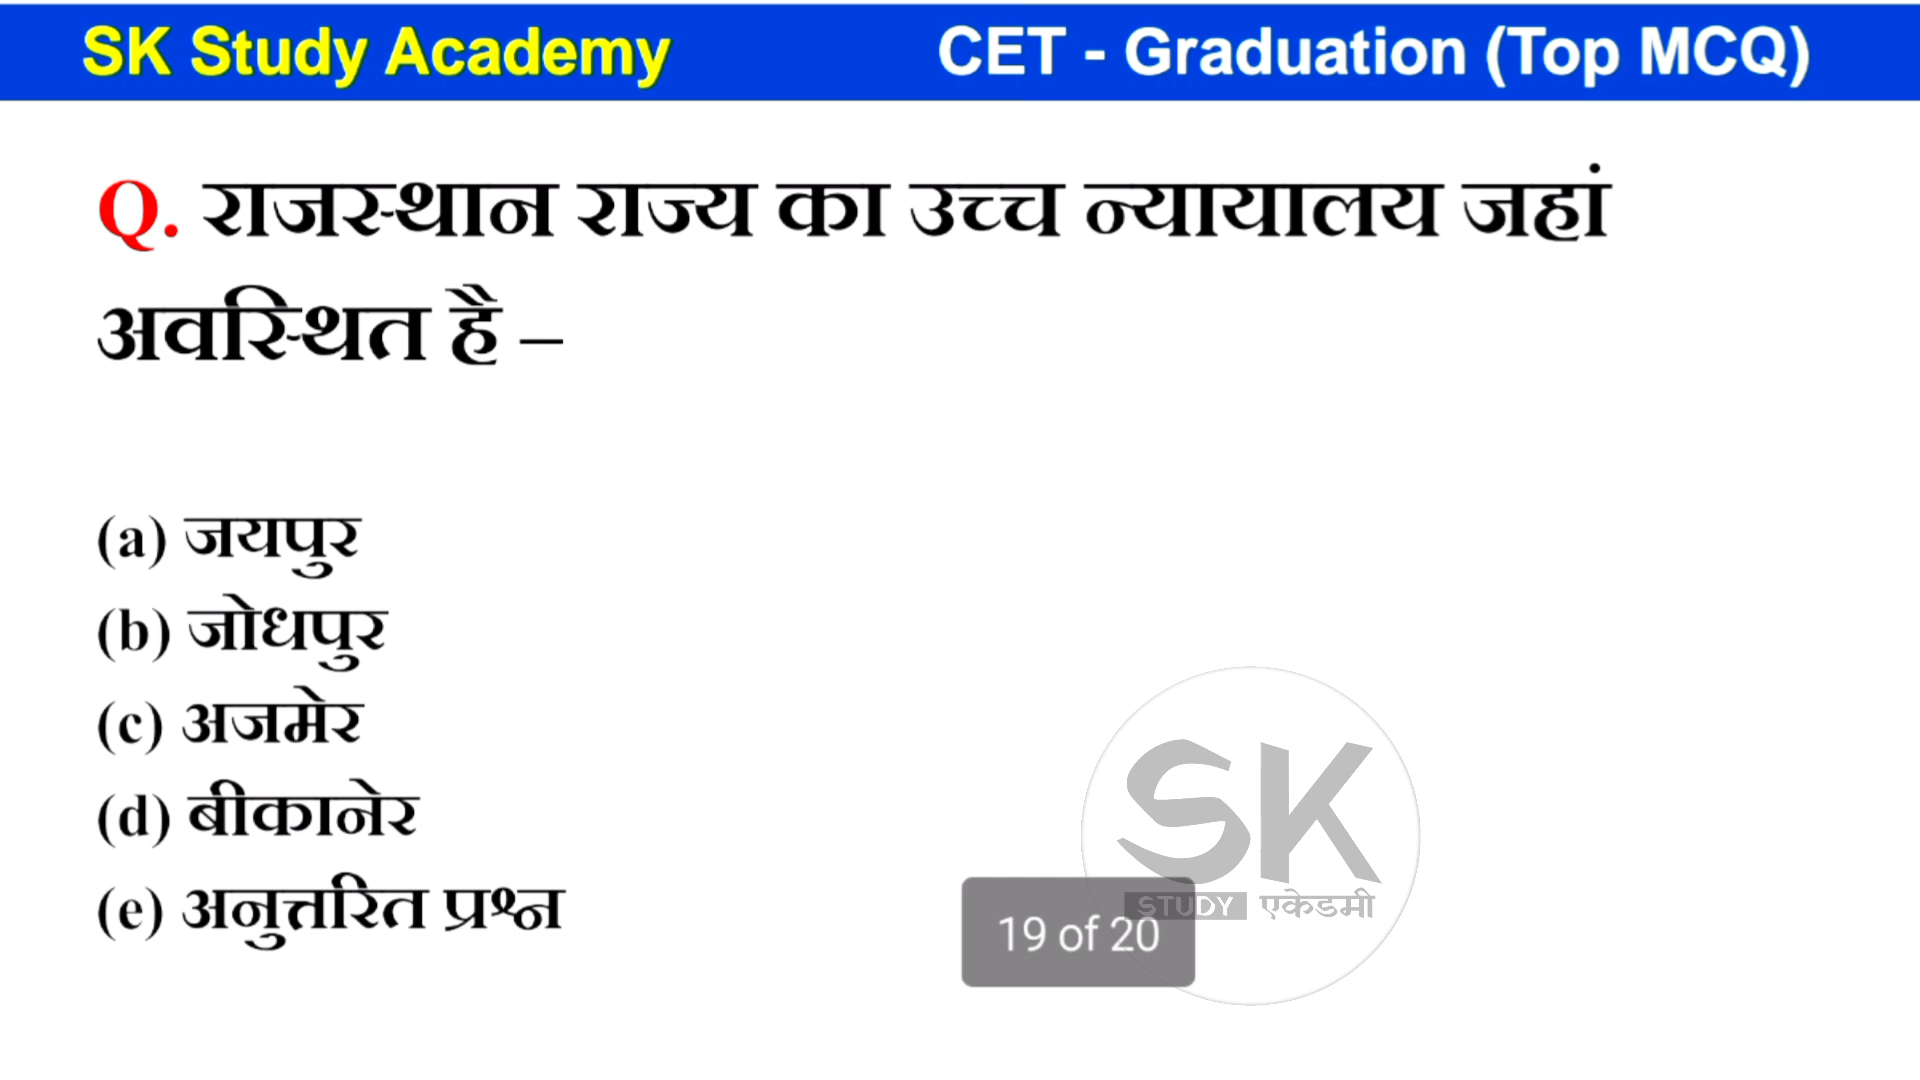 SK Study Academy
CET - Graduation (Top MCQ)
Q. राजस्थान राज्य का उच्च न्यायालय जहां
अवस्थित है –
(a) जयपुर
(b) जोधपुर
(c) अजमेर
(d) बीकानेर
(e) अनुत्तरित प्रश्न
SK
STUDY एकेडमी
19 of 20